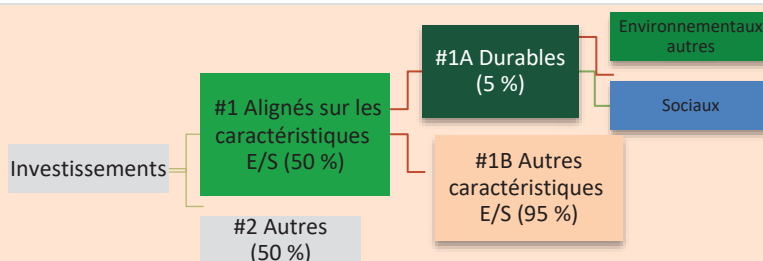 Investissements
#1 Alignés sur les
caractéristiques
E/S (50 %)
#2 Autres
(50 %)
#1A Durables
(5 %)
#1B Autres
caractéristiques
E/S (95 %)
Environnementaux
autres
Sociaux